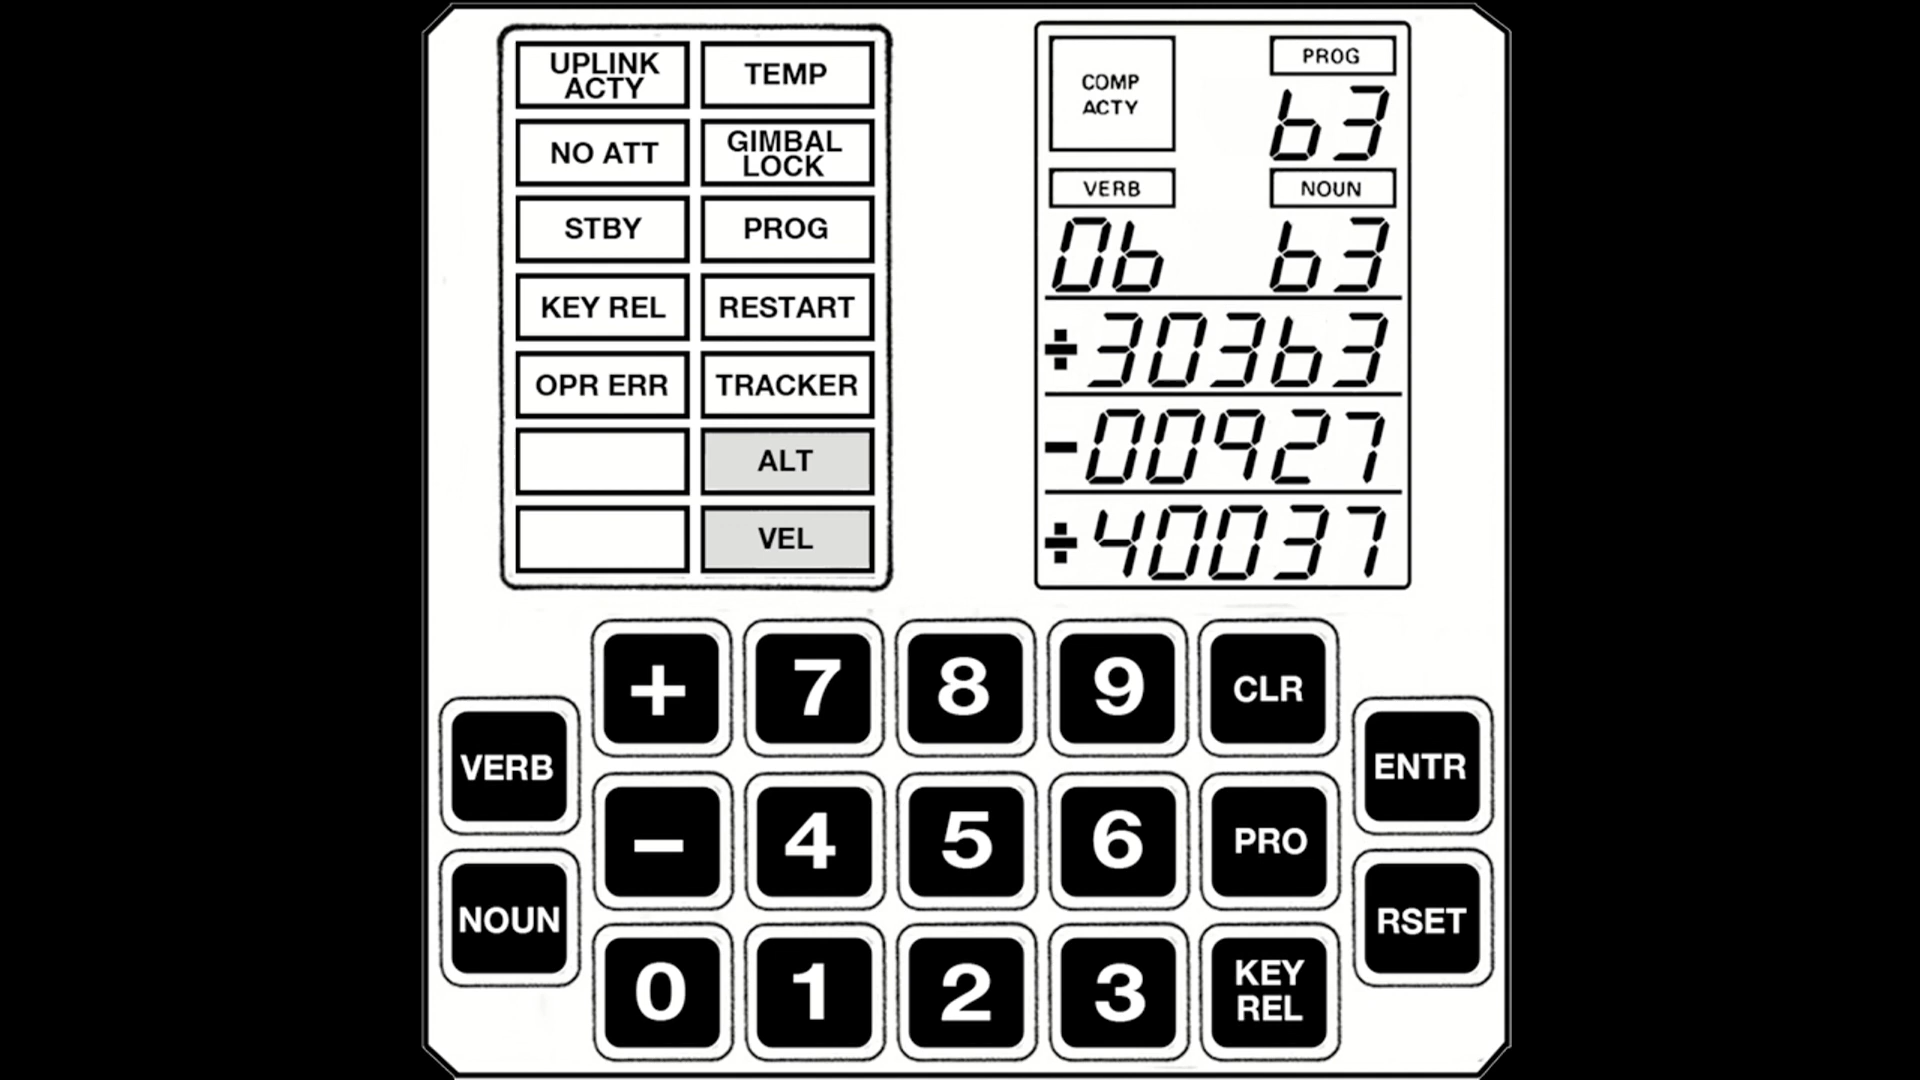 UPLINK
ACTY
TEMP
NO ATT
GIMBAL
LOCK
STBY
PROG
KEY REL
RESTART
OPR ERR
TRACKER
ALT
VEL
COMP
ACTY
PROG
63
VERB
NOUN
06
63
+30363
-00927
+40037
+
7
8
9
CLR
VERB
ENTR
−
4
5
6
PRO
NOUN
RSET
0
1
2
3
KEY
REL